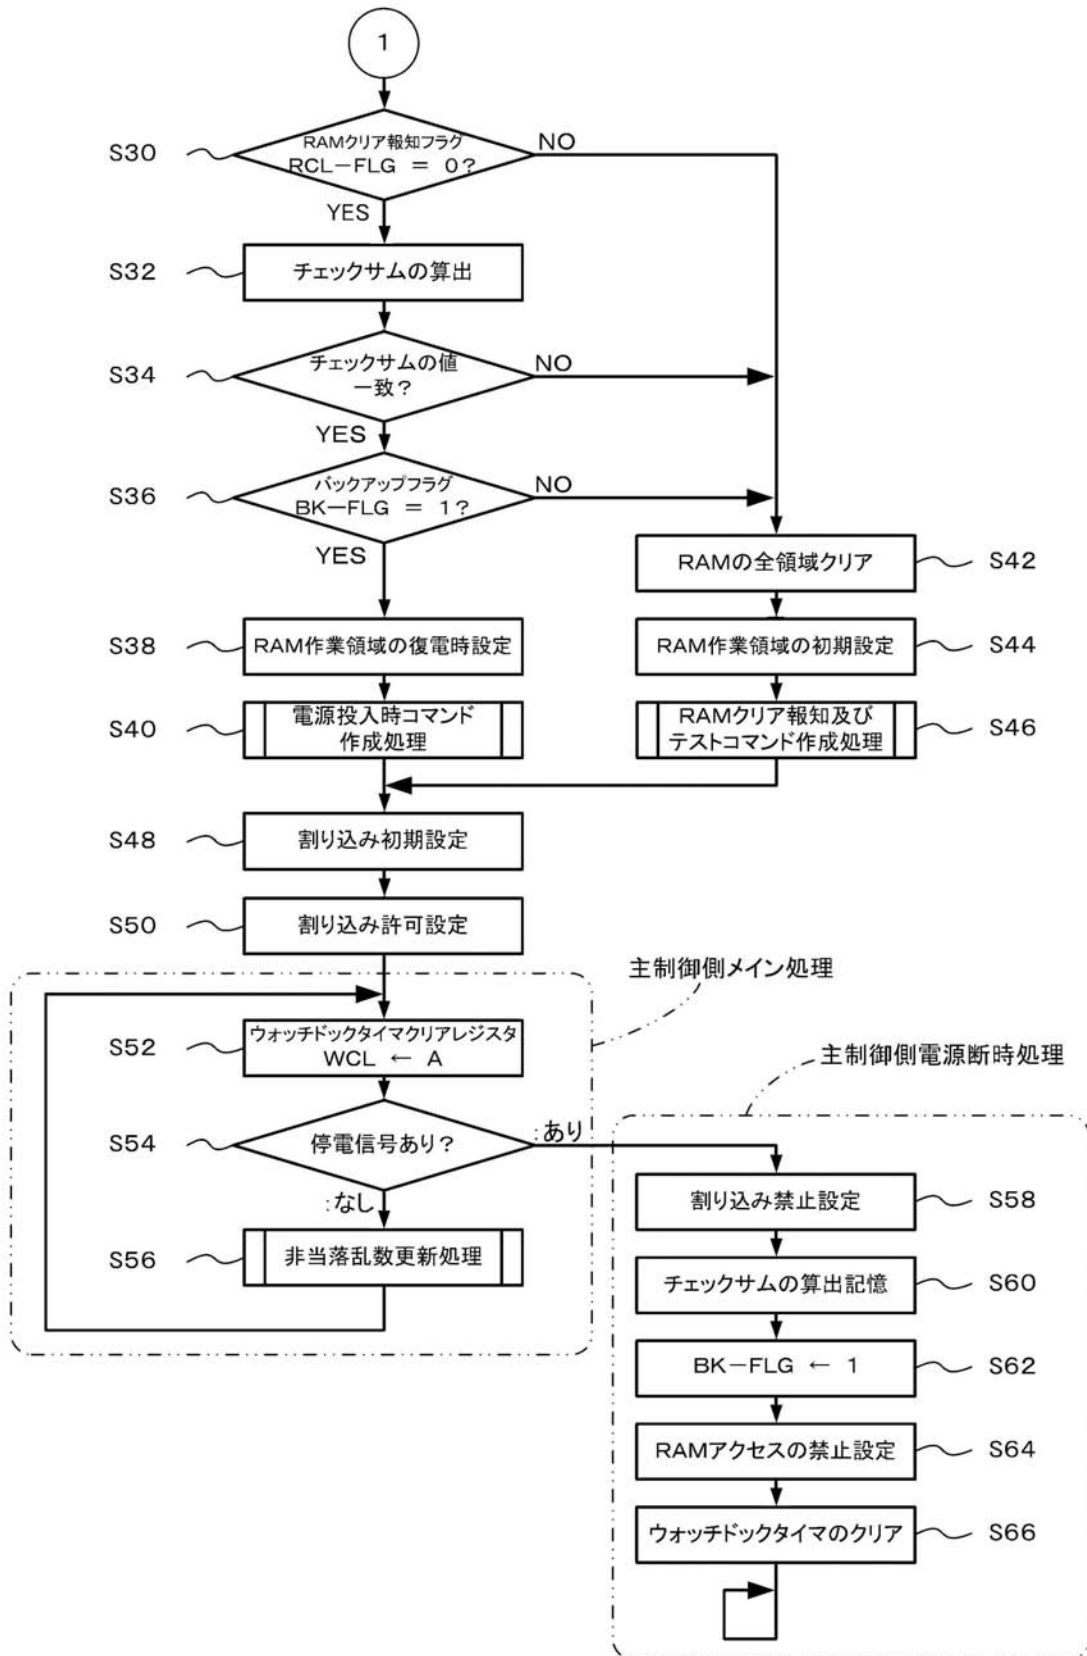 1
S30
RAMクリア報知フラグ
RCL-FLG = 0?
NO
YES
S32
チェックサムの算出
S34
チェックサムの値
一致?
NO
YES
S36
バックアップフラグ
BK-FLG = 1?
NO
YES
RAMの全領域クリア
S42
S38
RAM作業領域の復電時設定
RAM作業領域の初期設定
S44
S40
電源投入時コマンド
作成処理
RAMクリア報知及び
テストコマンド作成処理
S46
S48
割り込み初期設定
S50
割り込み許可設定
主制御側メイン処理
S52
ウォッチドックタイマクリアレジスタ
WCL ← A
主制御側電源断時処理
S54
停電信号あり?
:あり
:なし
S56
非当落乱数更新処理
割り込み禁止設定
S58
チェックサムの算出記憶
S60
BK-FLG ← 1
S62
RAMアクセスの禁止設定
S64
ウォッチドックタイマのクリア
S66